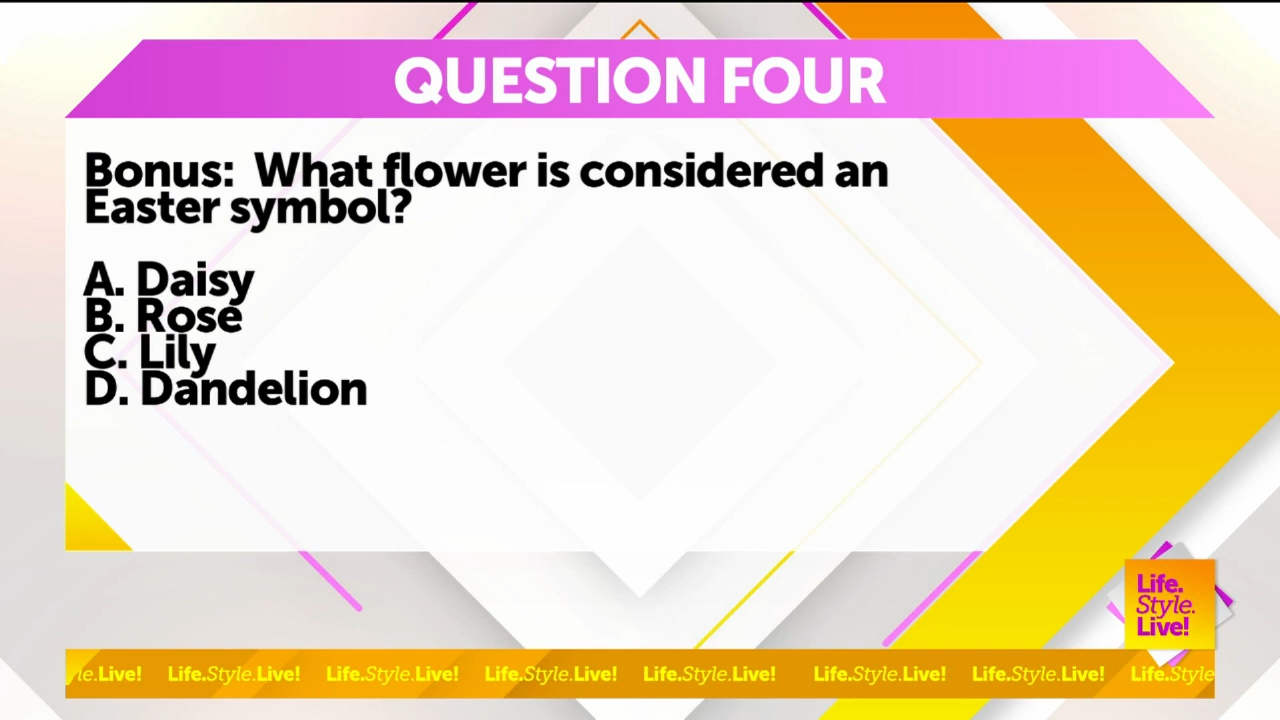 QUESTION FOUR
Bonus: What flower is considered an
Easter symbol?
A. Daisy
B. Rose
C. Lily
D. Dandelion
Life.
Style.
Live!
le.Live! Life.Style.Live! Life.Style.Live! Life.Style.Live! Life.Style.Live! Life.Style.Live! Life.Style.Live! Life.Style